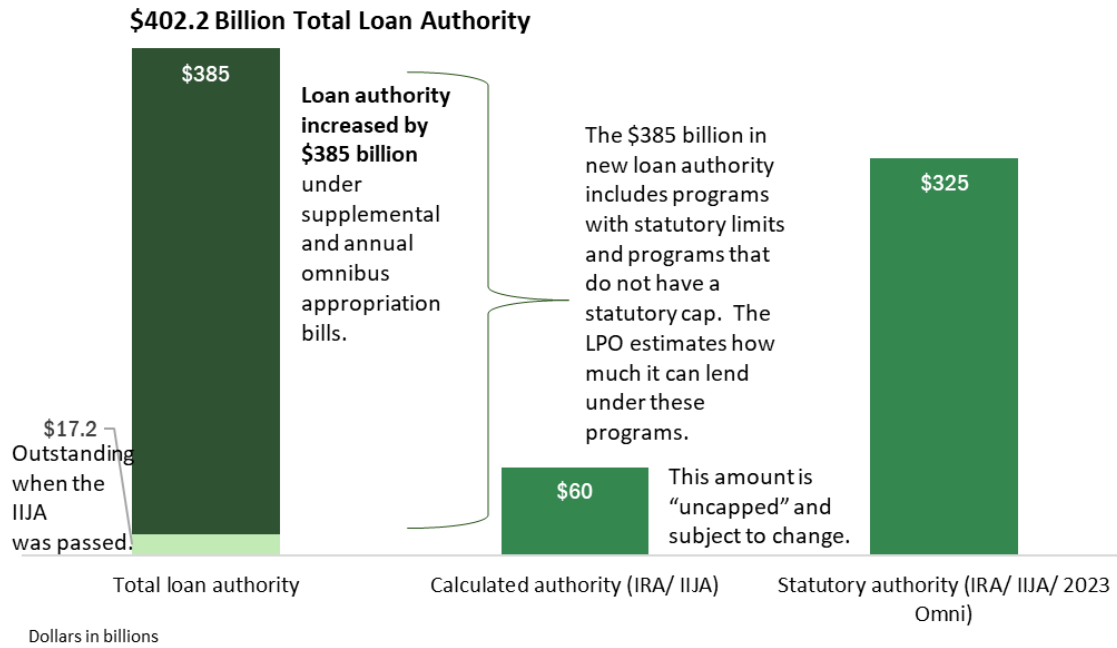 $402.2 Billion Total Loan Authority
$385
Loan authority
increased by
$385 billion
under
supplemental
and annual
omnibus
appropriation
bills.
The $385 billion in
new loan authority
includes programs
with statutory limits
and programs that
do not have a
statutory cap.  The
LPO estimates how
much it can lend
under these
programs.
$325
$17.2
Outstanding
when the
IIJA
was passed.
$60
This amount is
“uncapped” and
subject to change.
Total loan authority
Calculated authority (IRA/ IIJA)
Statutory authority (IRA/ IIJA/ 2023
Omni)
Dollars in billions